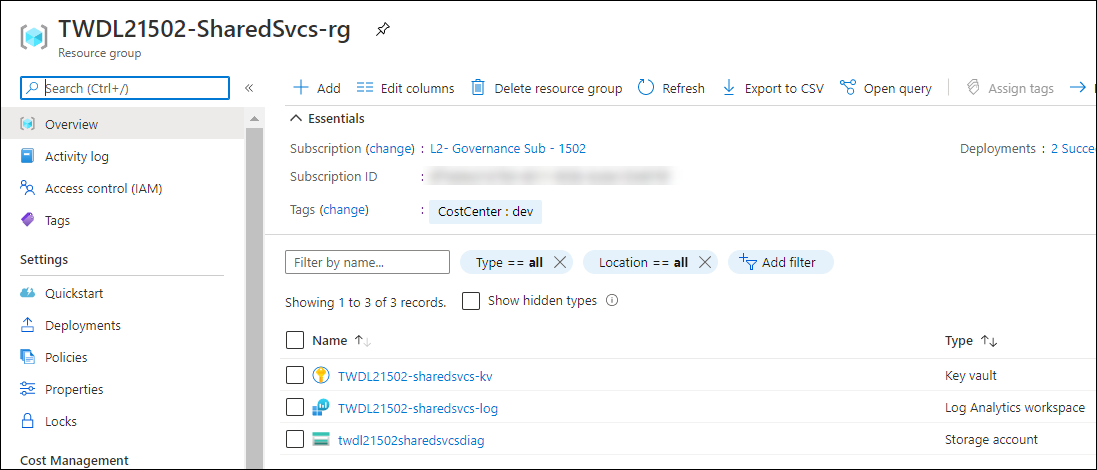 TWDL21502-SharedSvcs-rg
Resource group
Search (Ctrl+/)
«
Add
Edit columns
Delete resource group
Refresh
Export to CSV
Open query
Assign tags
Overview
Activity log
Access control (IAM)
Tags
Settings
Quickstart
Deployments
Policies
Properties
Locks
Cost Management
Essentials
Subscription (change) : L2- Governance Sub - 1502
Deployments : 2 Succe
Subscription ID :
Tags (change) : CostCenter : dev
Filter by name...
Type == all
Location == all
Add filter
Showing 1 to 3 of 3 records.
Show hidden types
Name ↑↓ Type ↑↓
TWDL21502-sharedsvcs-kv Key vault
TWDL21502-sharedsvcs-log Log Analytics workspace
twdl21502sharedsvcsdiag Storage account